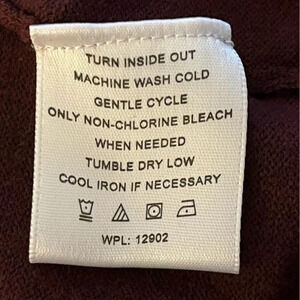 TURN INSIDE OUT
MACHINE WASH COLD
GENTLE CYCLE
ONLY NON-CHLORINE BLEACH
WHEN NEEDED
TUMBLE DRY LOW
COOL IRON IF NECESSARY
WPL: 12902